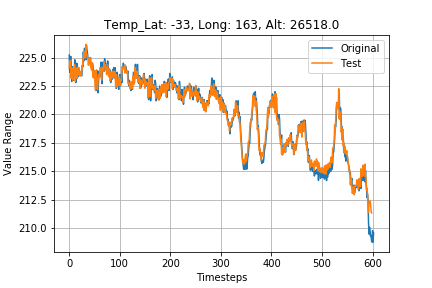 Temp_Lat: -33, Long: 163, Alt: 26518.0
Original
Test
Value Range
225.0
222.5
220.0
217.5
215.0
212.5
210.0
0 100 200 300 400 500 600
Timesteps